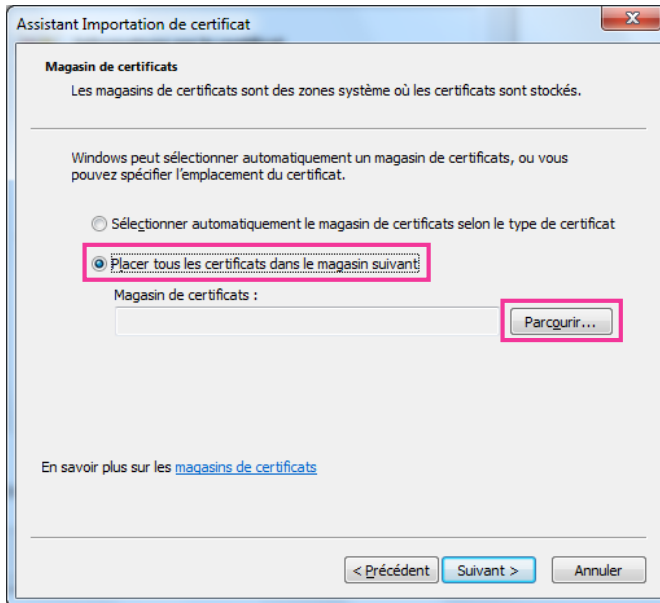 Assistant Importation de certificat
Magasin de certificats
Les magasins de certificats sont des zones système où les certificats sont stockés.
Windows peut sélectionner automatiquement un magasin de certificats, ou vous
pouvez spécifier l'emplacement du certificat.
Sélectionner automatiquement le magasin de certificats selon le type de certificat
Placer tous les certificats dans le magasin suivant
Magasin de certificats :
Parcourir...
En savoir plus sur les magasins de certificats
< Précédent
Suivant >
Annuler